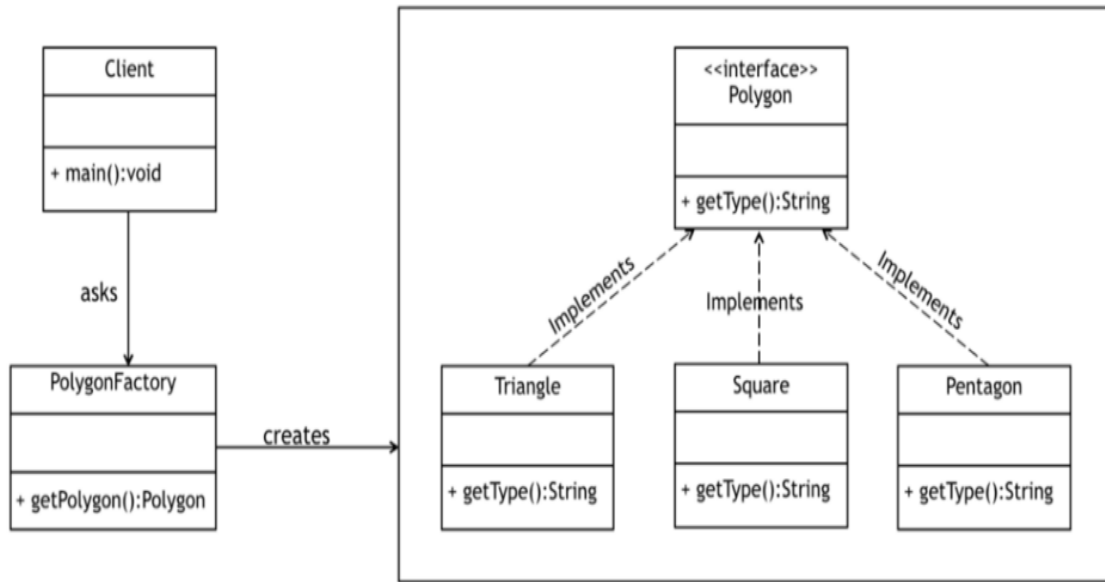 Client
+ main():void
asks
PolygonFactory
+ getPolygon():Polygon
creates
<<interface>>
Polygon
+ getType():String
Implements
Implements
Implements
Triangle
+ getType():String
Square
+ getType():String
Pentagon
+ getType():String